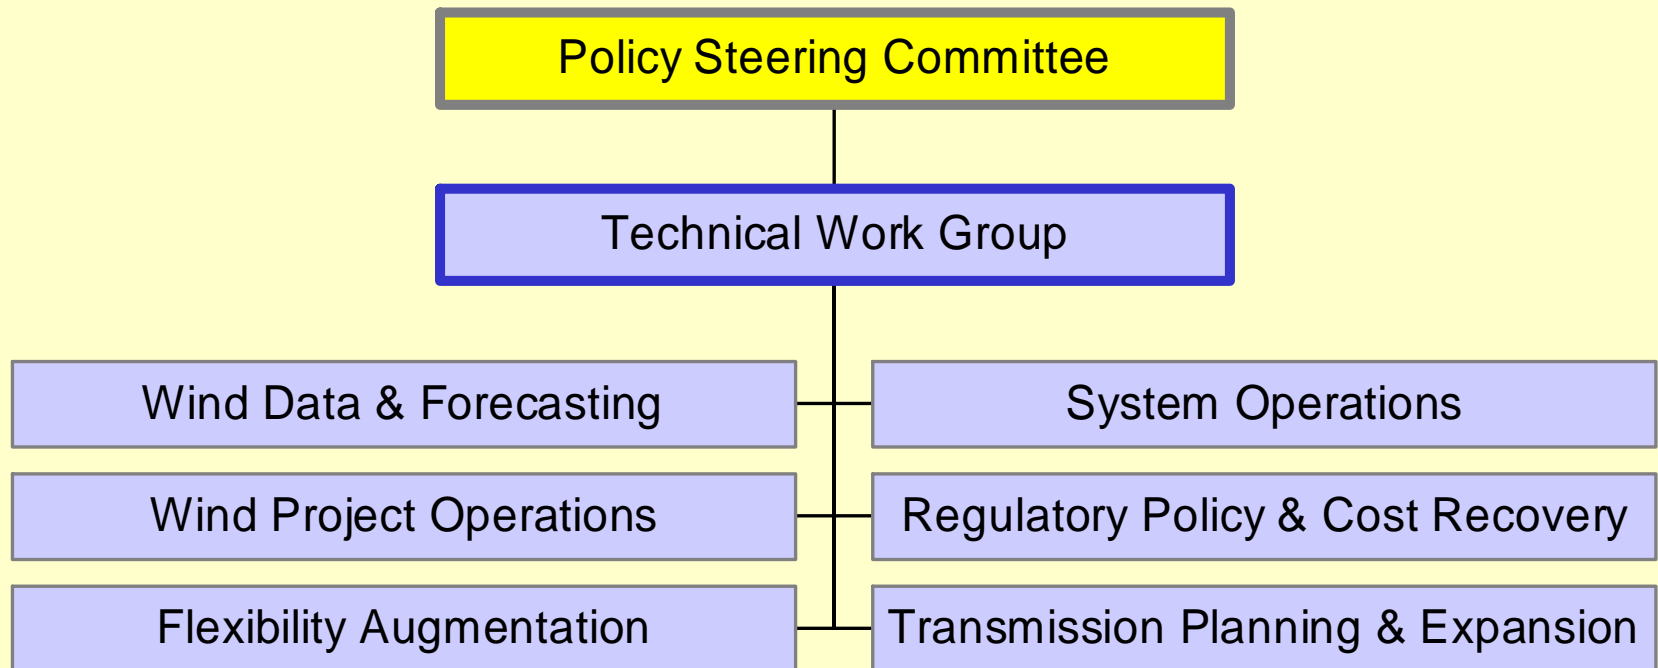 Policy Steering Committee
Technical Work Group
Wind Data & Forecasting
System Operations
Wind Project Operations
Regulatory Policy & Cost Recovery
Flexibility Augmentation
Transmission Planning & Expansion